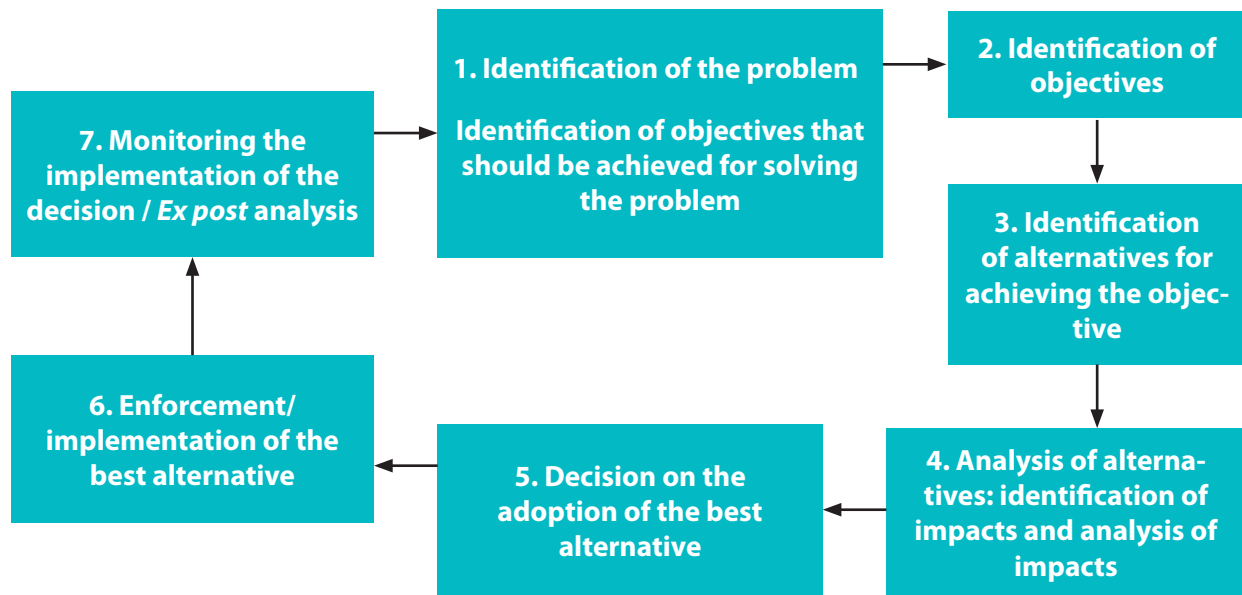 1. Identification of the problem
Identification of objectives that
should be achieved for solving
the problem
2. Identification of
objectives
3. Identification
of alternatives for
achieving the objec-
tive
4. Analysis of alterna-
tives: identification of
impacts and analysis of
impacts
5. Decision on the
adoption of the best
alternative
6. Enforcement/
implementation of the
best alternative
7. Monitoring the
implementation of the
decision / Ex post analysis